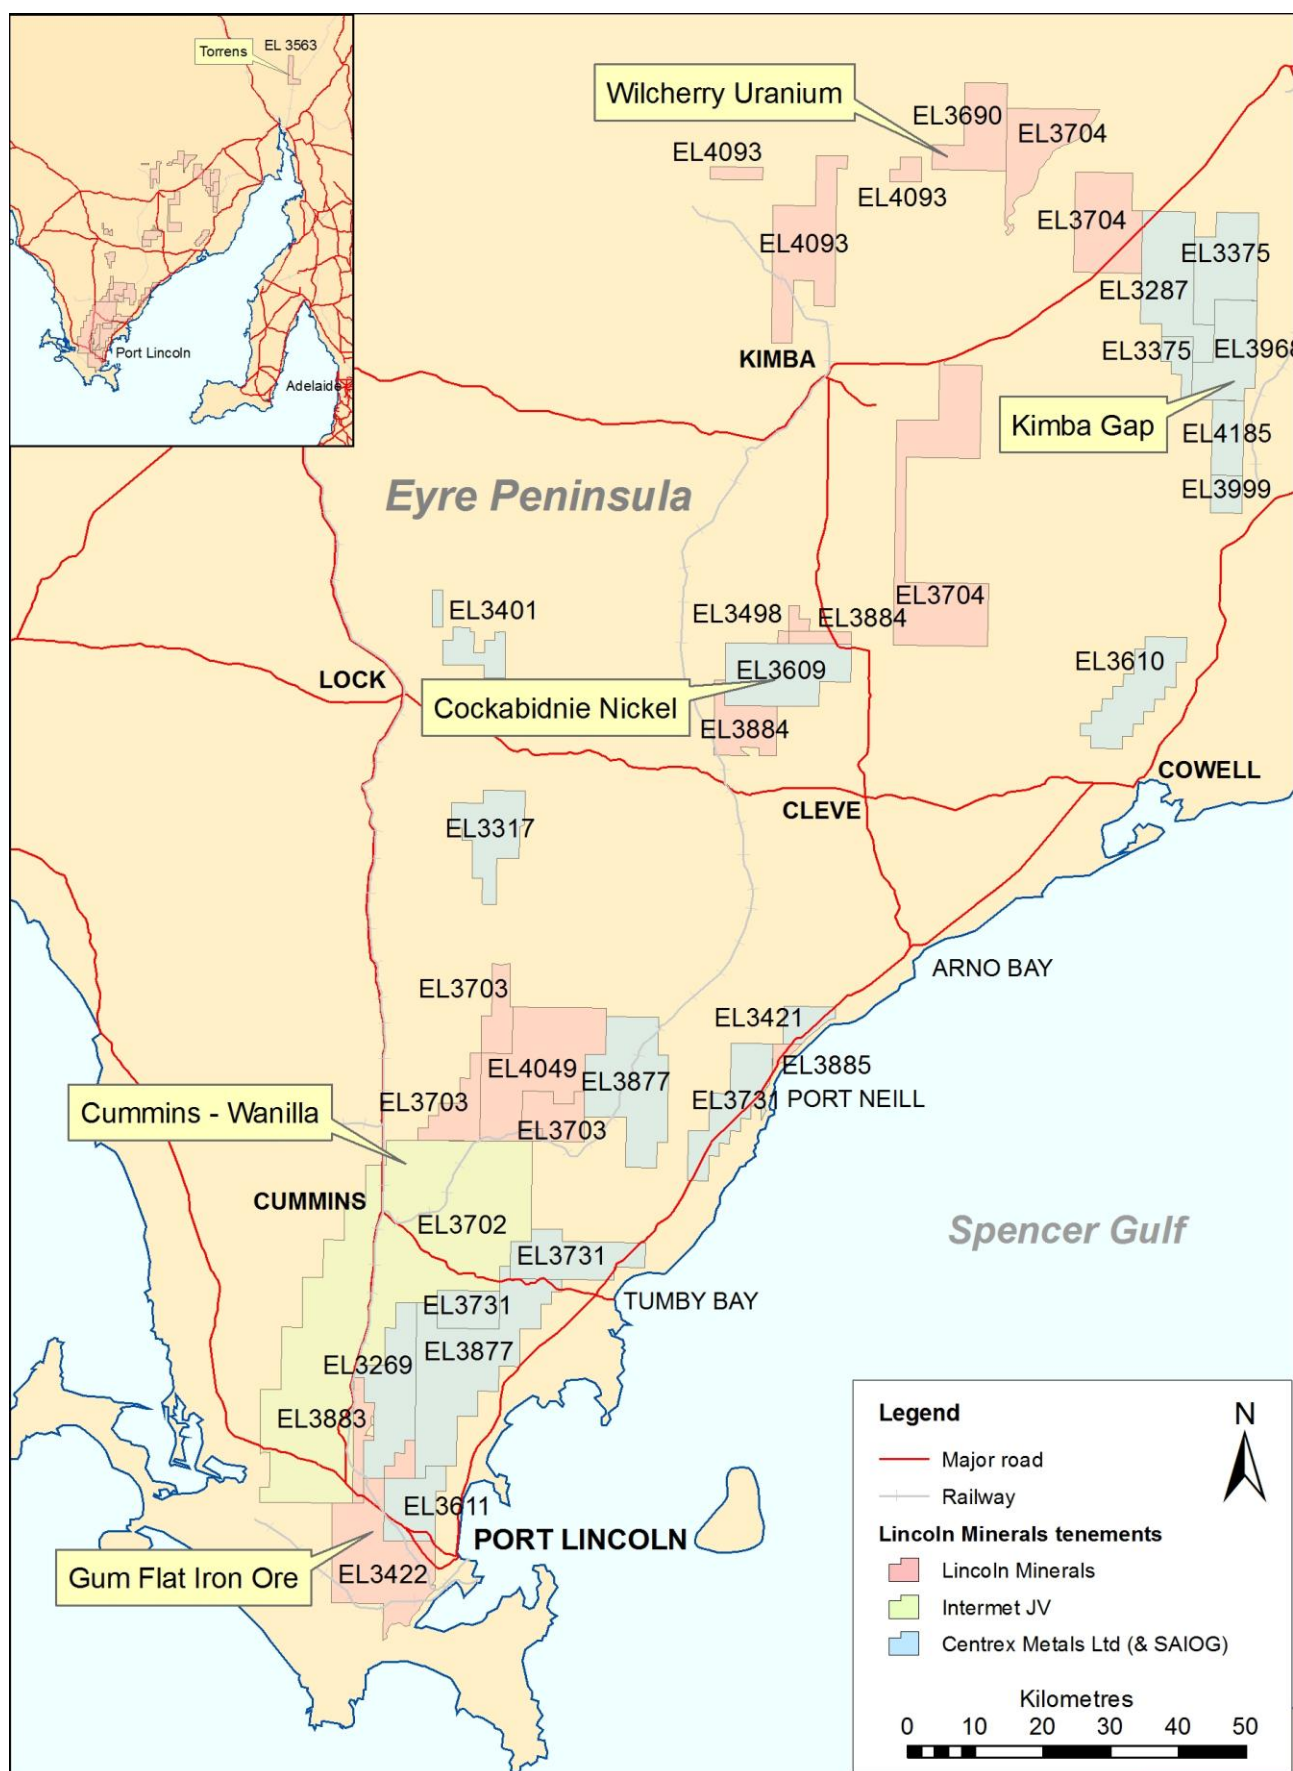 EL 3563
Torrens
Port Lincoln
Adelaide
Wilcherry Uranium
EL3690
EL3704
EL4093
EL4093
EL4093
EL3704
EL3375
EL3287
EL3375
EL3968
KIMBA
Kimba Gap
EL4185
EL3999
Eyre Peninsula
EL3401
EL3498
EL3884
EL3704
EL3609
EL3610
LOCK
Cockabidnie Nickel
EL3884
COWELL
CLEVE
EL3317
ARNO BAY
EL3703
EL3421
EL4049
EL3877
EL3885
EL3703
EL3731
PORT NEILL
Cummins - Wanilla
EL3703
CUMMINS
EL3702
Spencer Gulf
EL3731
EL3731
TUMBY BAY
EL3269
EL3877
EL3883
EL3611
PORT LINCOLN
Gum Flat Iron Ore
EL3422
Legend
N
Major road
Railway
Lincoln Minerals tenements
Lincoln Minerals
Intermet JV
Centrex Metals Ltd (& SAIOG)
Kilometres
0 10 20 30 40 50